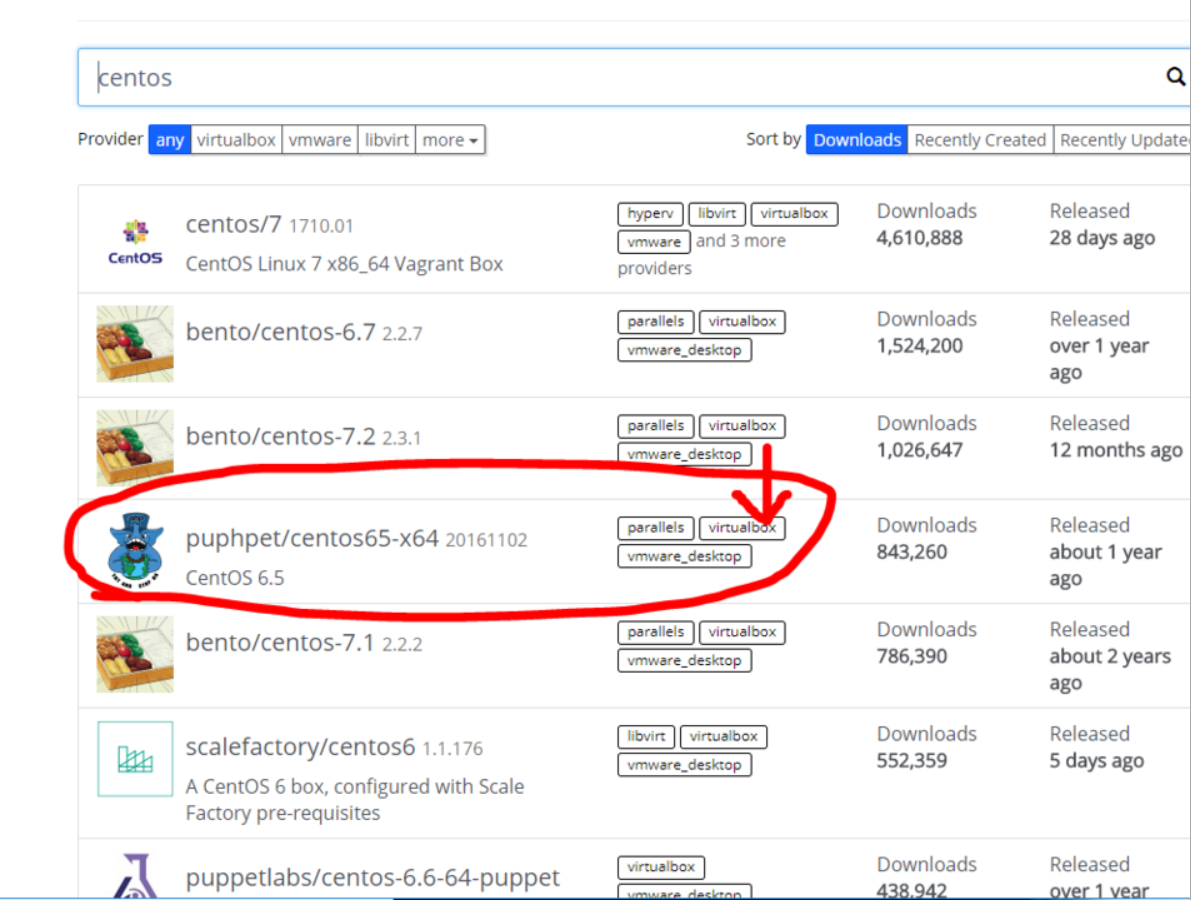 centos
Provider any virtualbox vmware libvirt more Sort by Downloads Recently Created Recently Update
centos/7 1710.01
CentOS Linux 7 x86_64 Vagrant Box
CentOS
hyperv libvirt virtualbox
vmware and 3 more
providers
Downloads
4,610,888
Released
28 days ago
bento/centos-6.7 2.2.7
parallels virtualbox
vmware_desktop
Downloads
1,524,200
Released
over 1 year
ago
bento/centos-7.2 2.3.1
parallels virtualbox
vmware_desktop
Downloads
1,026,647
Released
12 months ago
puphpet/centos65-x64 20161102
CentOS 6.5
parallels virtualbox
vmware_desktop
Downloads
843,260
Released
about 1 year
ago
bento/centos-7.1 2.2.2
parallels virtualbox
vmware_desktop
Downloads
786,390
Released
about 2 years
ago
scalefactory/centos6 1.1.176
A CentOS 6 box, configured with Scale
Factory pre-requisites
libvirt virtualbox
vmware_desktop
Downloads
552,359
Released
5 days ago
puppetlabs/centos-6.6-64-puppet
virtualbox
vmware_desktop
Downloads
438,942
Released
over 1 year